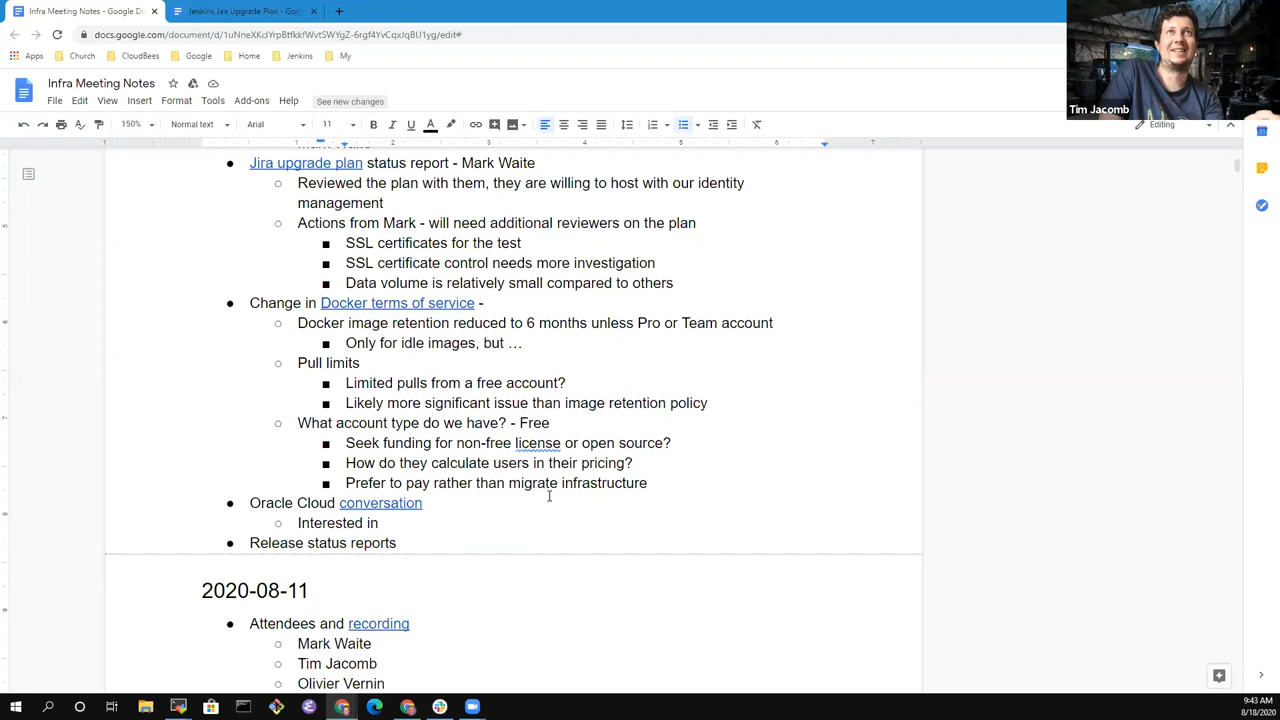 Infra Meeting Notes - Google D
Jenkins Jira Upgrade Plan - Goo
docs.google.com/document/d/
Apps
Church
CloudBees
Google
Home
Jenkins
My
Tim Jacomb
Infra Meeting Notes
File Edit View Insert Format Tools Add-ons Help See new changes
150% Normal text Arial 11 B I U A Editing
1 1 2 3 4 5 6 7
Jira upgrade plan status report - Mark Waite
Reviewed the plan with them, they are willing to host with our identity
management
Actions from Mark - will need additional reviewers on the plan
SSL certificates for the test
SSL certificate control needs more investigation
Data volume is relatively small compared to others
Change in Docker terms of service -
Docker image retention reduced to 6 months unless Pro or Team account
Only for idle images, but …
Pull limits
Limited pulls from a free account?
Likely more significant issue than image retention policy
What account type do we have? - Free
Seek funding for non-free license or open source?
How do they calculate users in their pricing?
Prefer to pay rather than migrate infrastructure
Oracle Cloud conversation
Interested in
Release status reports
2020-08-11
Attendees and recording
Mark Waite
Tim Jacomb
Olivier Vernin
9:43 AM
8/18/2020